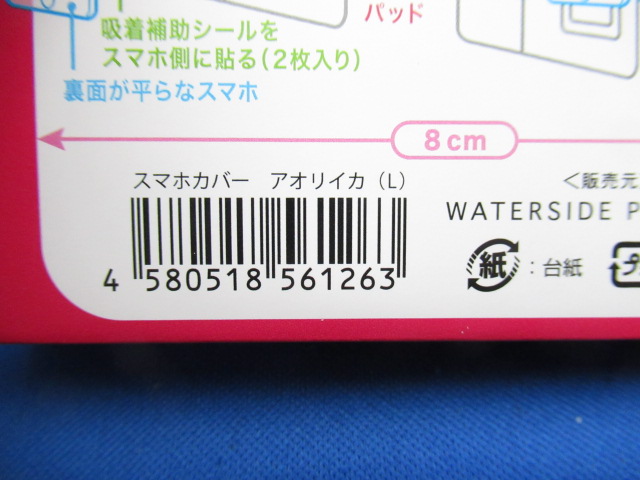 パッド
吸着補助シールを
スマホ側に貼る(2枚入り)
裏面が平らなスマホ
8cm
スマホカバー アオリイカ(L)
4 580518 561263
<販売元
WATERSIDE P
紙 : 台紙
プ